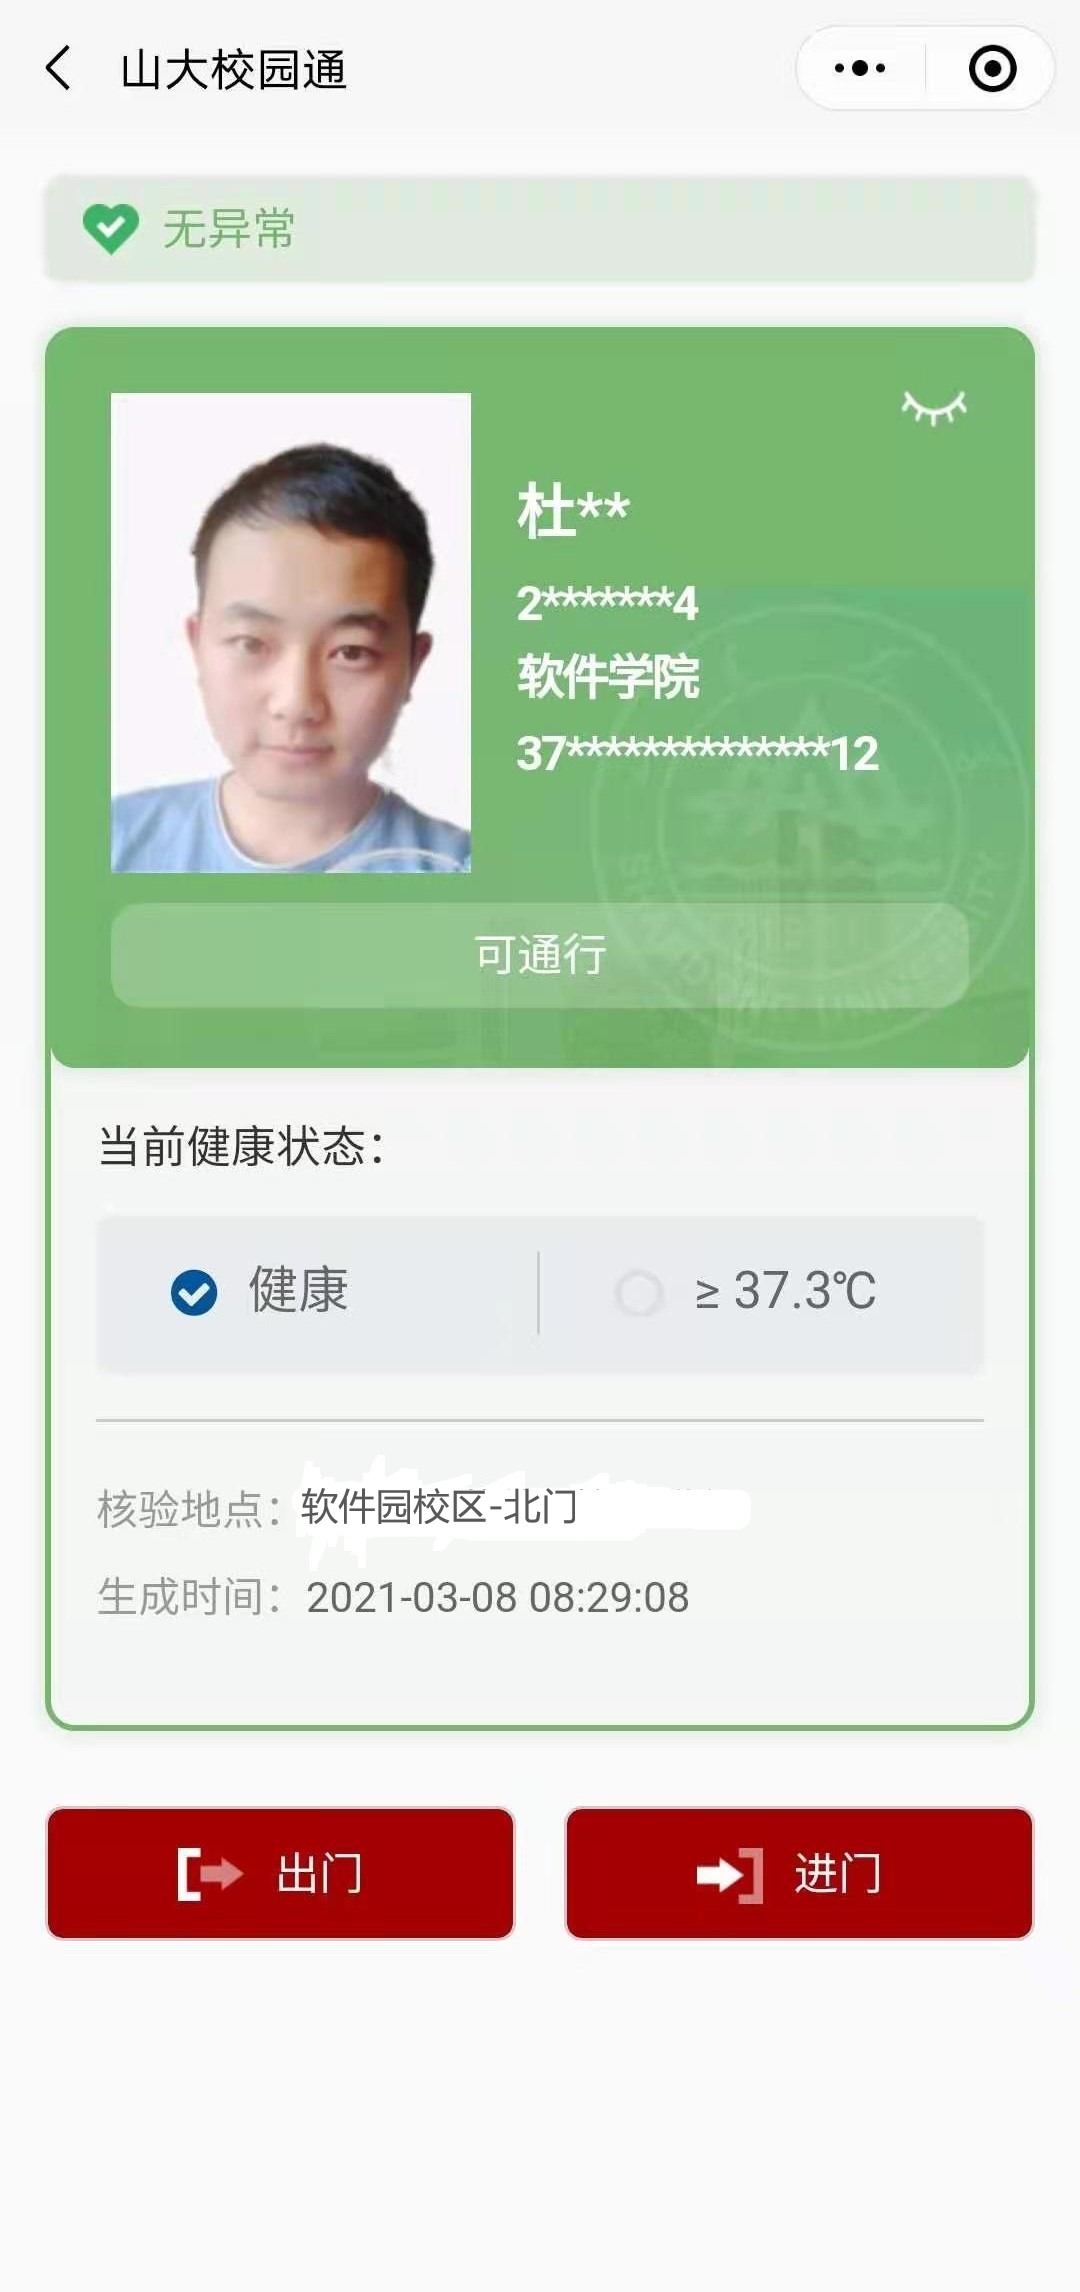 山大校园通
无异常
杜**
2*******4
软件学院
37**************12
可通行
当前健康状态：
健康
≥ 37.3℃
核验地点：软件园校区-北门
生成时间：2021-03-08 08:29:08
出门
进门